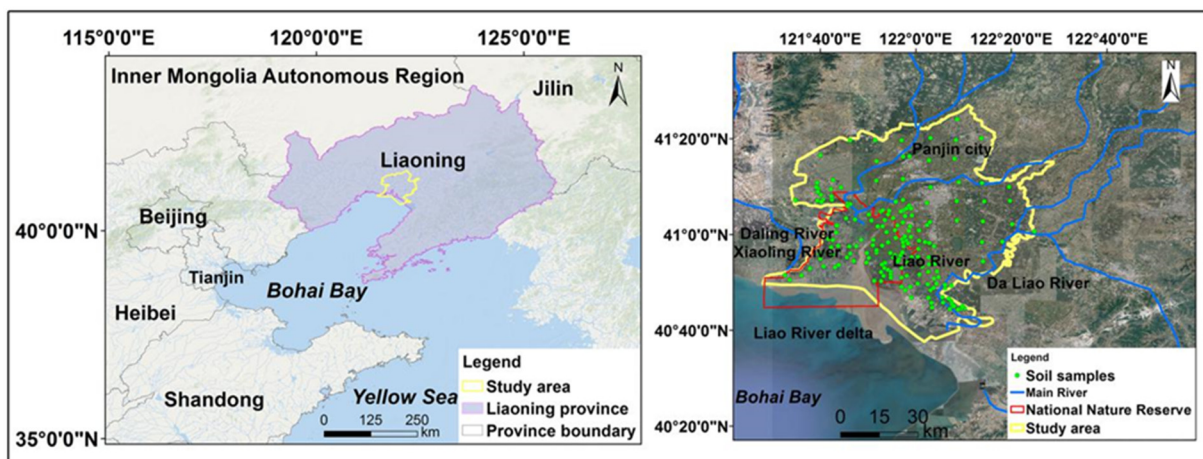 115°0'0"E 120°0'0"E 125°0'0"E
Inner Mongolia Autonomous Region
N
Jilin
Liaoning
Beijing
40°0'0"N
Tianjin
Bohai Bay
Heibei
Shandong
Yellow Sea
35°0'0"N
Legend
Study area
Liaoning province
Province boundary
0 125 250
km
121°40'0"E 122°0'0"E 122°20'0"E 122°40'0"E
N
41°20'0"N
Panjin city
41°0'0"N
Daling River
Xiaoling River
Liao River
Da Liao River
40°40'0"N
Liao River delta
Bohai Bay
40°20'0"N
0 15 30
km
Legend
Soil samples
Main River
National Nature Reserve
Study area